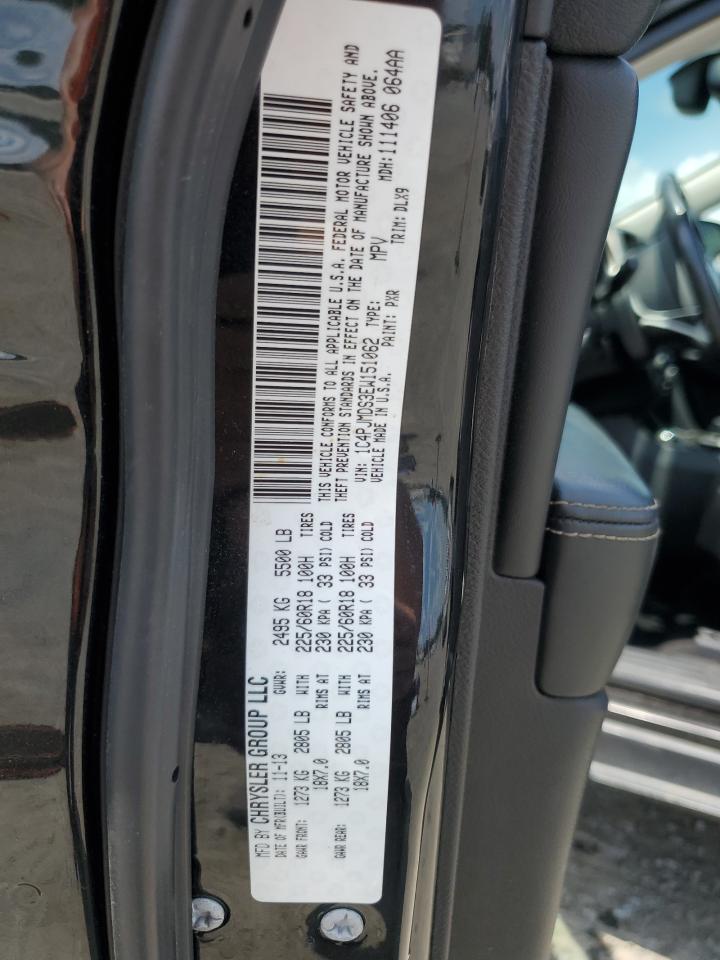 MFD BY CHRYSLER GROUP LLC
DATE OF MFR(BUILT): 11-13 GVWR: 2495 KG 5500 LB
GAWR FRONT: 1273 KG 2805 LB WITH 225/60R18 100H TIRES
18X7.0 RIMS AT 230 KPA ( 33 PSI) COLD
GAWR REAR: 1273 KG 2805 LB WITH 225/60R18 100H TIRES
18X7.0 RIMS AT 230 KPA ( 33 PSI) COLD
THIS VEHICLE CONFORMS TO ALL APPLICABLE U.S.A. FEDERAL MOTOR VEHICLE SAFETY AND
THEFT PREVENTION STANDARDS IN EFFECT ON THE DATE OF MANUFACTURE SHOWN ABOVE.
VIN: 1C4PJMDS3EW151062 TYPE: MPV MDH:111406 064AA
VEHICLE MADE IN U.S.A. PAINT: PXR TRIM: DLX9